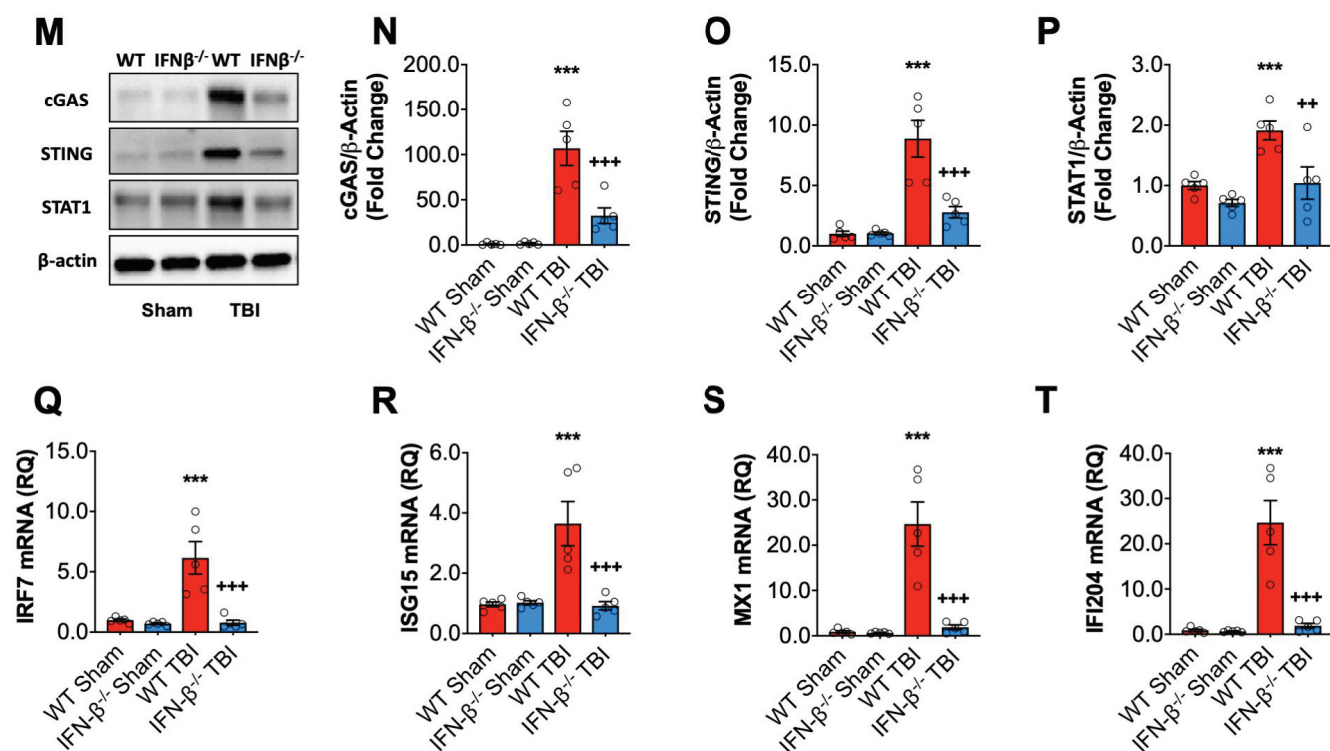 M
WT IFNβ-/- WT IFNβ-/-
cGAS
STING
STAT1
β-actin
Sham TBI
N
cGAS/β-Actin
(Fold Change)
200.0
150.0
100.0
50.0
0.0
***
+++
WT Sham
IFN-β-/- Sham
WT TBI
IFN-β-/- TBI
O
STING/β-Actin
(Fold Change)
15.0
10.0
5.0
0.0
***
+++
WT Sham
IFN-β-/- Sham
WT TBI
IFN-β-/- TBI
P
STAT1/β-Actin
(Fold Change)
3.0
2.0
1.0
0.0
***
++
WT Sham
IFN-β-/- Sham
WT TBI
IFN-β-/- TBI
Q
IRF7 mRNA (RQ)
15.0
10.0
5.0
0.0
***
+++
WT Sham
IFN-β-/- Sham
WT TBI
IFN-β-/- TBI
R
ISG15 mRNA (RQ)
6.0
4.0
2.0
0.0
***
+++
WT Sham
IFN-β-/- Sham
WT TBI
IFN-β-/- TBI
S
MX1 mRNA (RQ)
40.0
30.0
20.0
10.0
0.0
***
+++
WT Sham
IFN-β-/- Sham
WT TBI
IFN-β-/- TBI
T
IFI204 mRNA (RQ)
40.0
30.0
20.0
10.0
0.0
***
+++
WT Sham
IFN-β-/- Sham
WT TBI
IFN-β-/- TBI